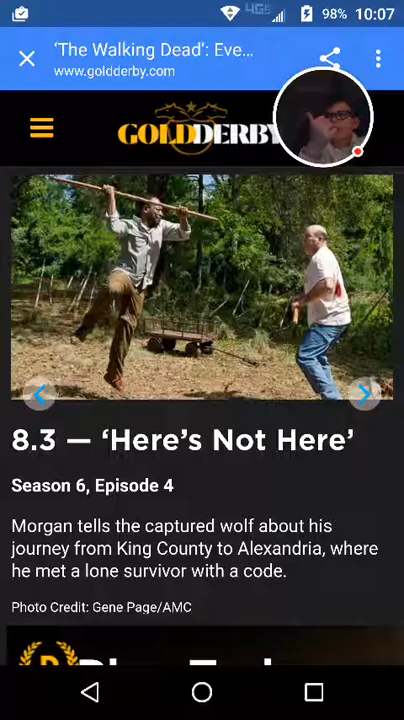 4G
98% 10:07
'The Walking Dead': Eve...
www.goldderby.com
GOLDDERBY
8.3 — 'Here's Not Here'
Season 6, Episode 4
Morgan tells the captured wolf about his
journey from King County to Alexandria, where
he met a lone survivor with a code.
Photo Credit: Gene Page/AMC